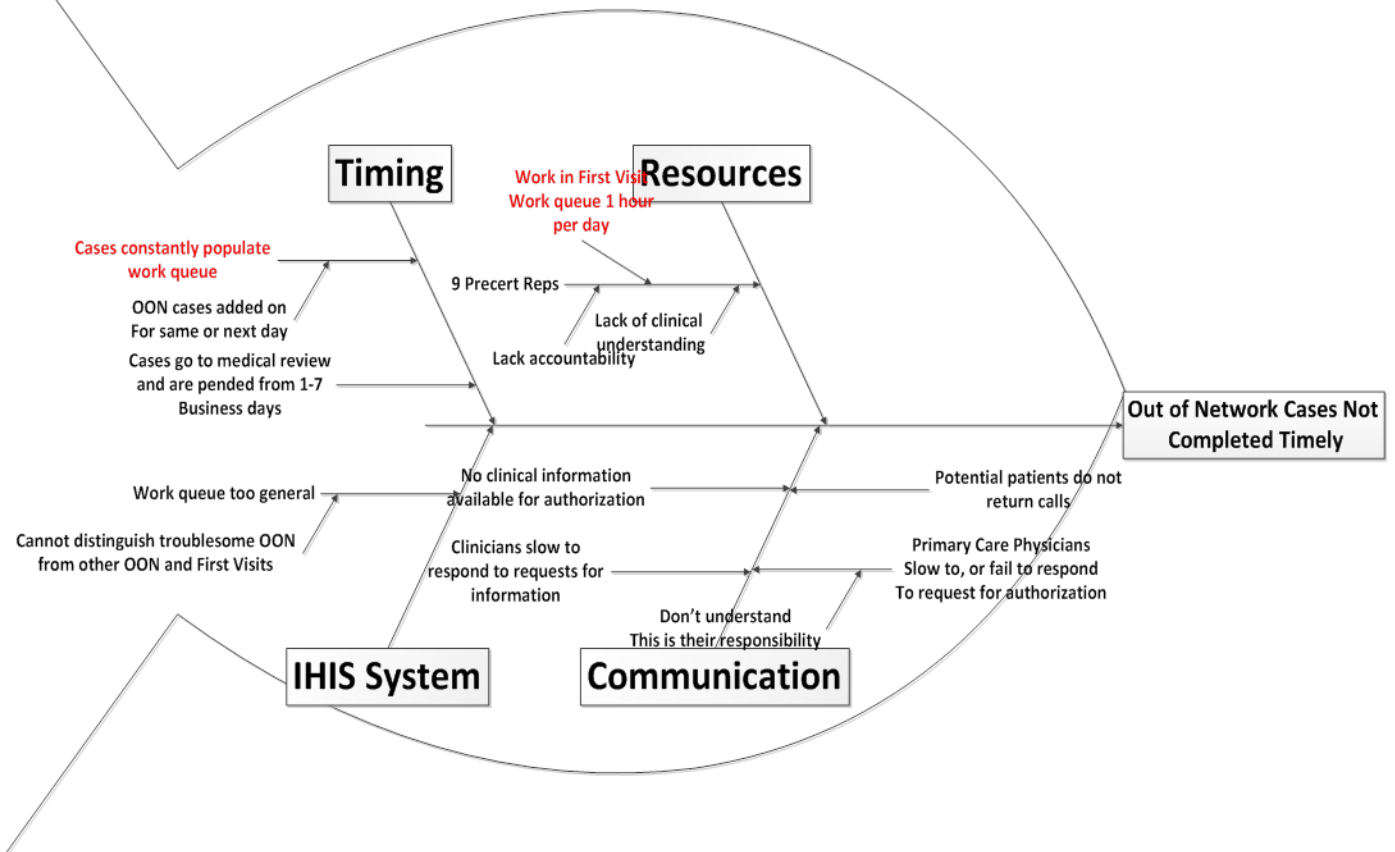 Timing
Resources
Work in First Visit
Work queue 1 hour
per day
Cases constantly populate
work queue
9 Precert Reps
OON cases added on
For same or next day
Lack of clinical
understanding
Lack accountability
Cases go to medical review
and are pended from 1-7
Business days
Out of Network Cases Not
Completed Timely
Work queue too general
No clinical information
available for authorization
Potential patients do not
return calls
Cannot distinguish troublesome OON
from other OON and First Visits
Clinicians slow to
respond to requests for
information
Primary Care Physicians
Slow to, or fail to respond
To request for authorization
Don’t understand
This is their responsibility
IHIS System
Communication